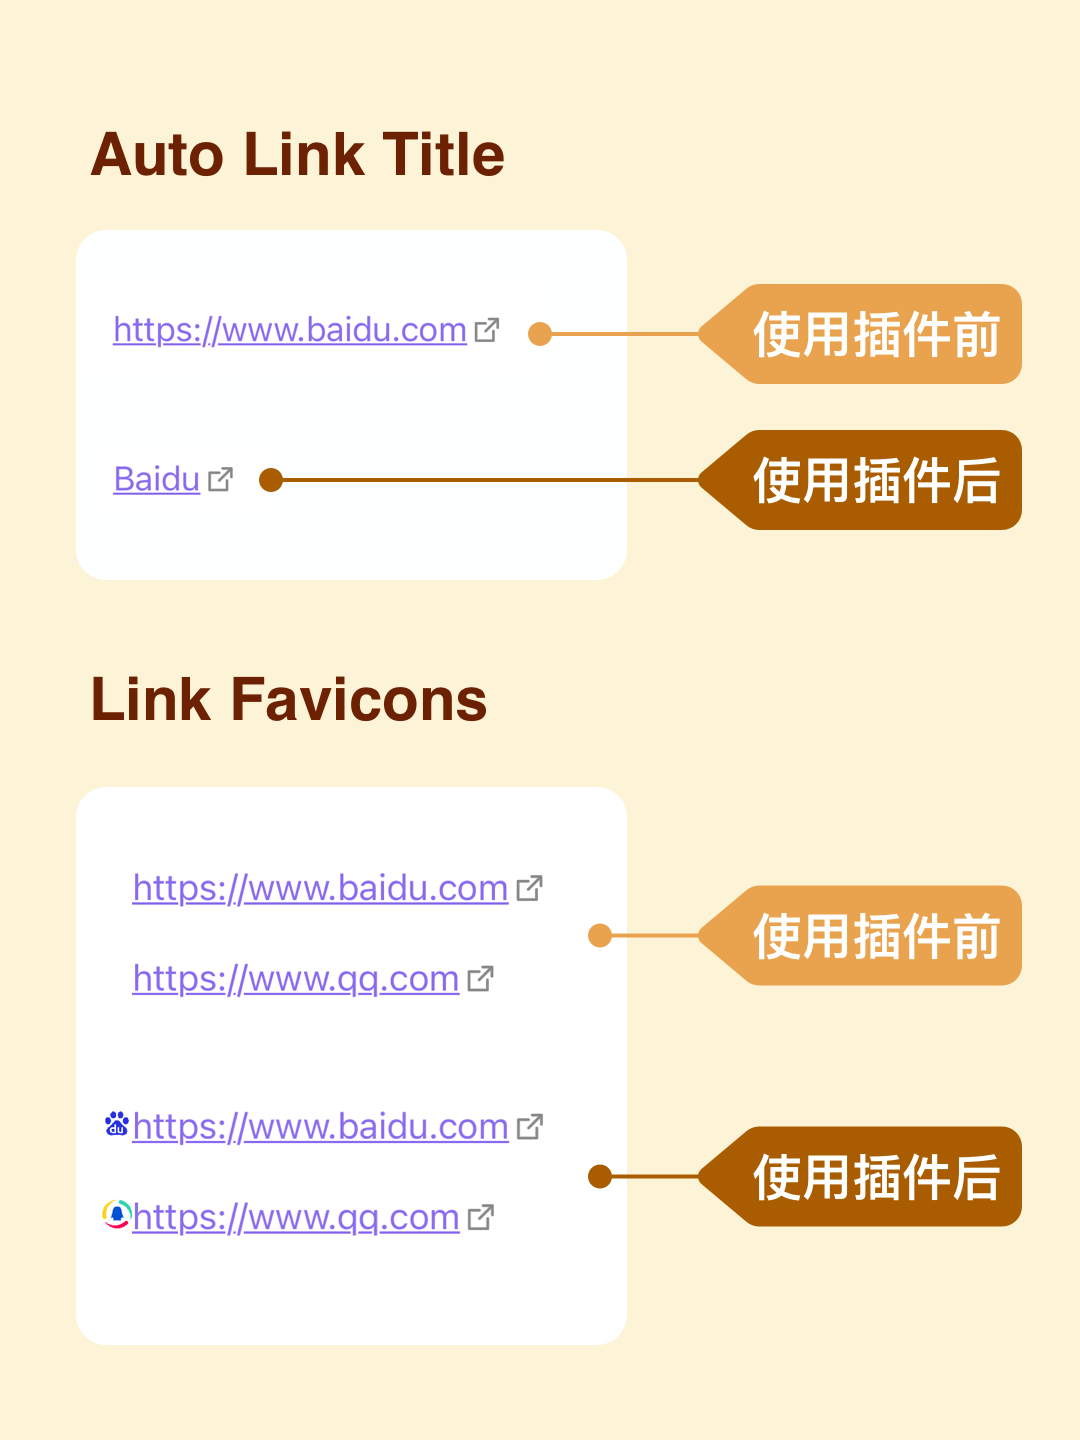 Auto Link Title
https://www.baidu.com
使用插件前
Baidu
使用插件后
Link Favicons
https://www.baidu.com
使用插件前
https://www.qq.com
du
https://www.baidu.com
使用插件后
https://www.qq.com